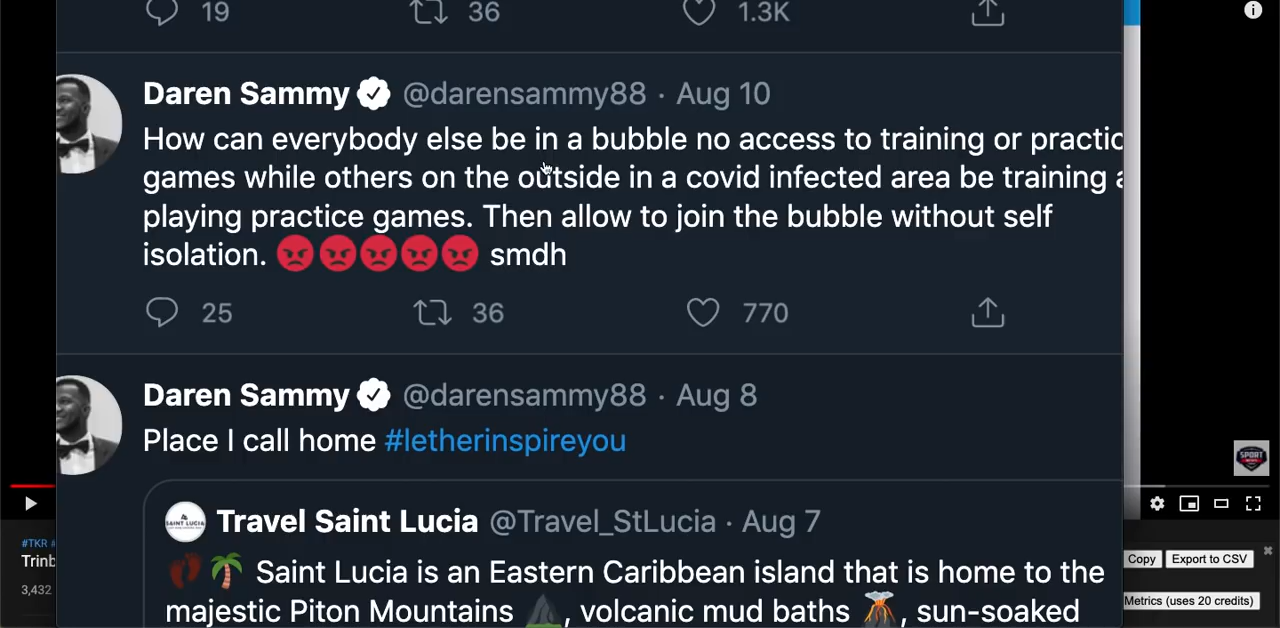 19 36 1.3K
Daren Sammy @darensammy88 · Aug 10
How can everybody else be in a bubble no access to training or practic
games while others on the outside in a covid infected area be training a
playing practice games. Then allow to join the bubble without self
isolation. 😡😡😡😡😡 smdh
25 36 770
Daren Sammy @darensammy88 · Aug 8
Place I call home #letherinspireyou
Travel Saint Lucia @Travel_StLucia · Aug 7
Saint Lucia is an Eastern Caribbean island that is home to the
majestic Piton Mountains , volcanic mud baths 🌋, sun-soaked
SPORT
#TKR #
Trinb
3,432
Copy Export to CSV
Metrics (uses 20 credits)